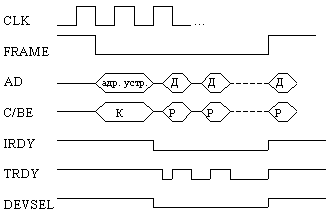 CLK ...
FRAME
AD адр. устр. Д Д Д
C/BE К Р Р Р
IRDY
TRDY
DEVSEL